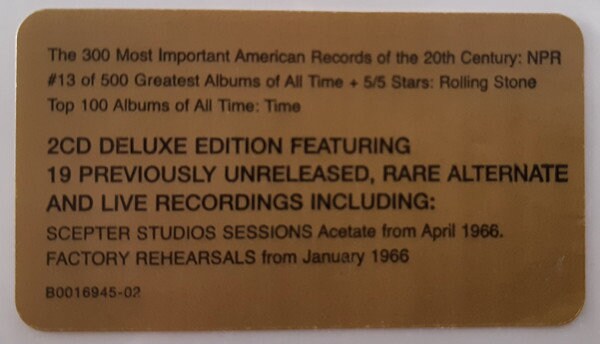 The 300 Most Important American Records of the 20th Century: NPR
#13 of 500 Greatest Albums of All Time + 5/5 Stars: Rolling Stone
Top 100 Albums of All Time: Time
2CD DELUXE EDITION FEATURING
19 PREVIOUSLY UNRELEASED, RARE ALTERNATE
AND LIVE RECORDINGS INCLUDING:
SCEPTER STUDIOS SESSIONS Acetate from April 1966.
FACTORY REHEARSALS from January 1966
B0016945-02